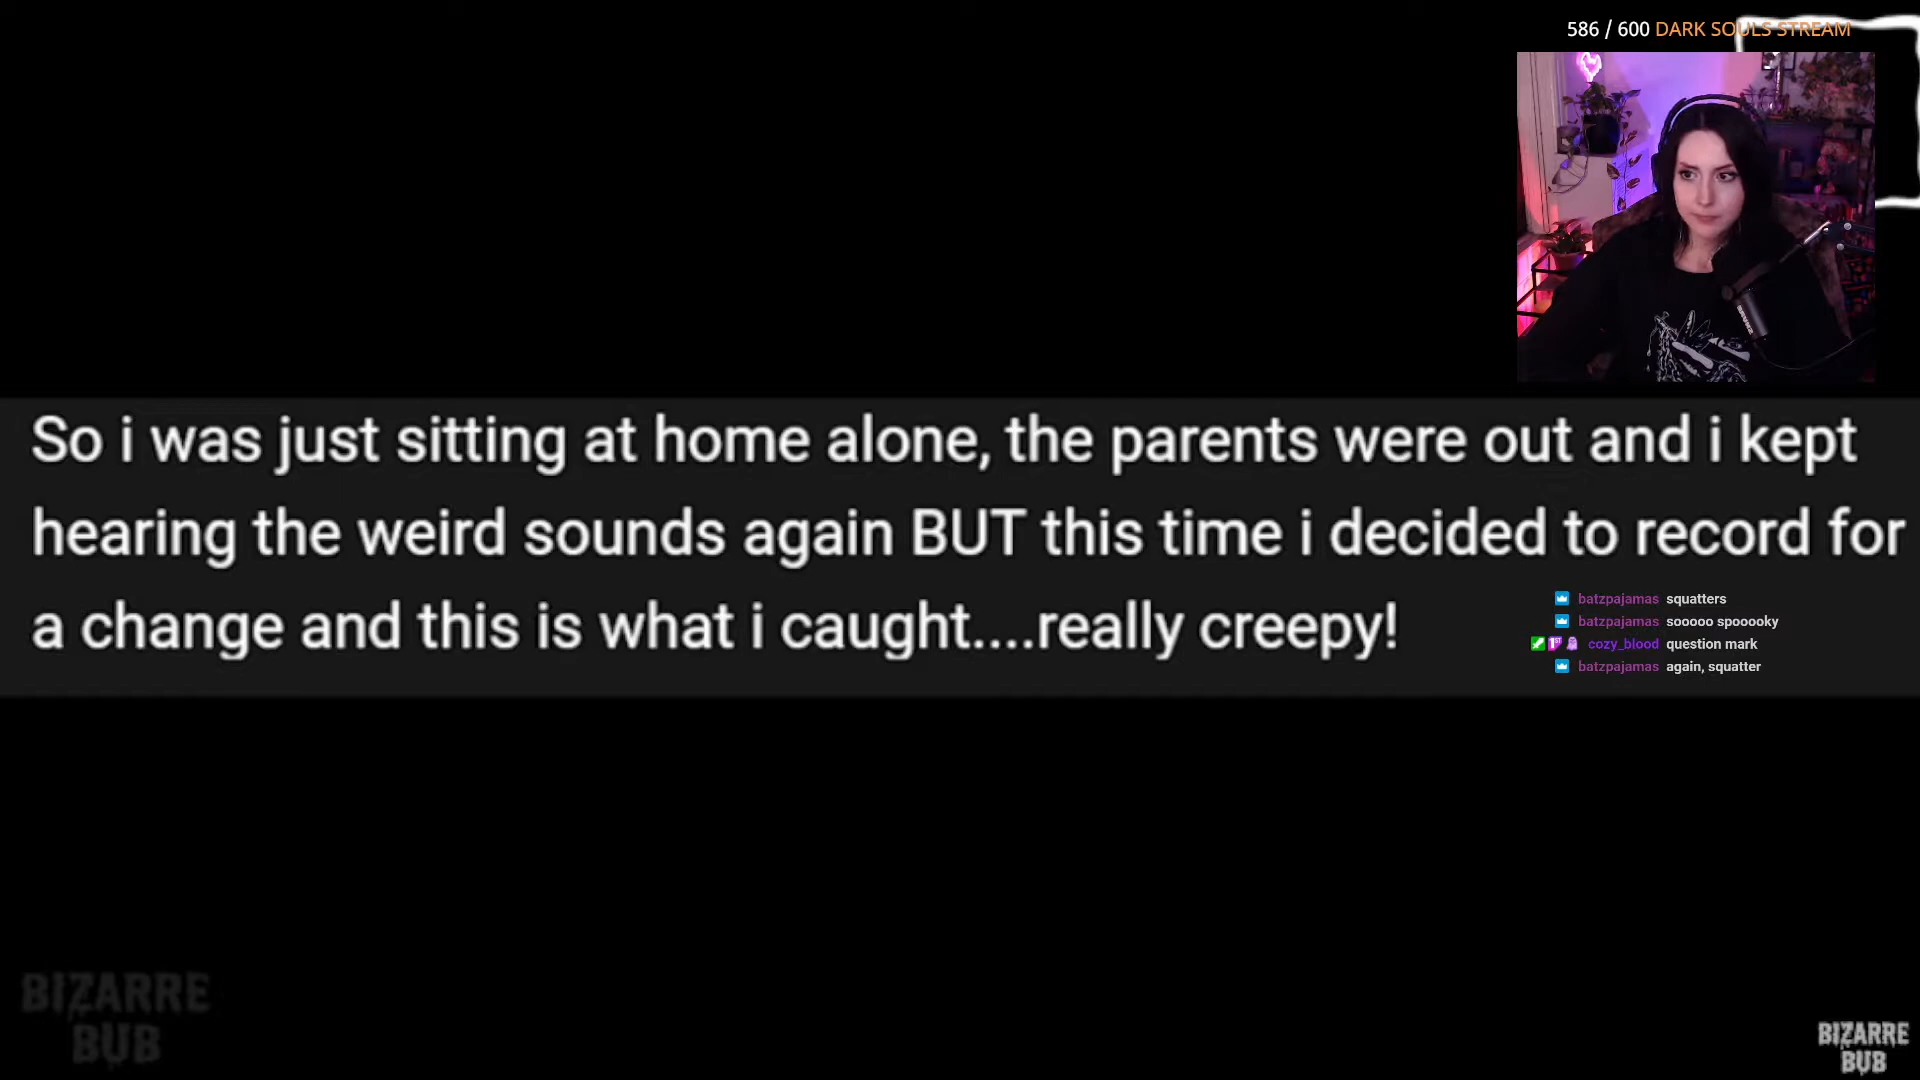 586 / 600 DARK SOULS STREAM
So i was just sitting at home alone, the parents were out and i kept
hearing the weird sounds again BUT this time i decided to record for
a change and this is what i caught....really creepy!
batzpajamas squatters
batzpajamas sooooo spooooky
cozy_blood question mark
batzpajamas again, squatter
BIZARRE
BUB
BIZARRE
BUB